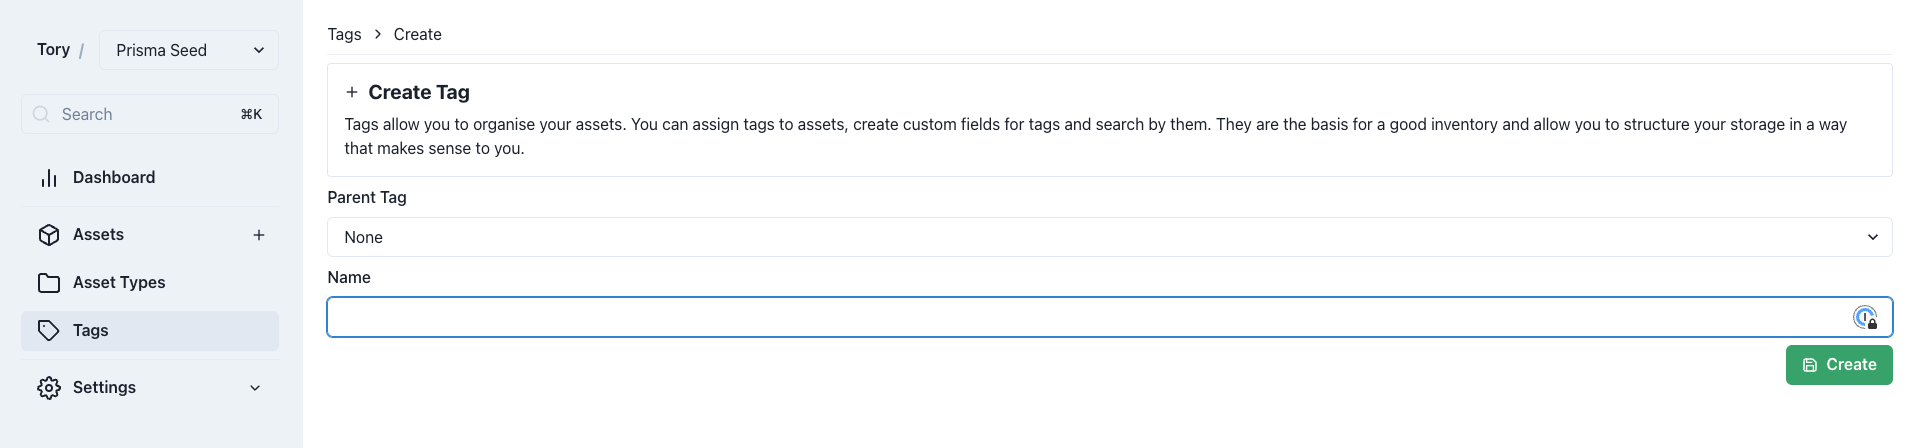 Tory / Prisma Seed
Search ⌘K
Dashboard
Assets +
Asset Types
Tags
Settings
Tags > Create
+ Create Tag
Tags allow you to organise your assets. You can assign tags to assets, create custom fields for tags and search by them. They are the basis for a good inventory and allow you to structure your storage in a way
that makes sense to you.
Parent Tag
None
Name
Create